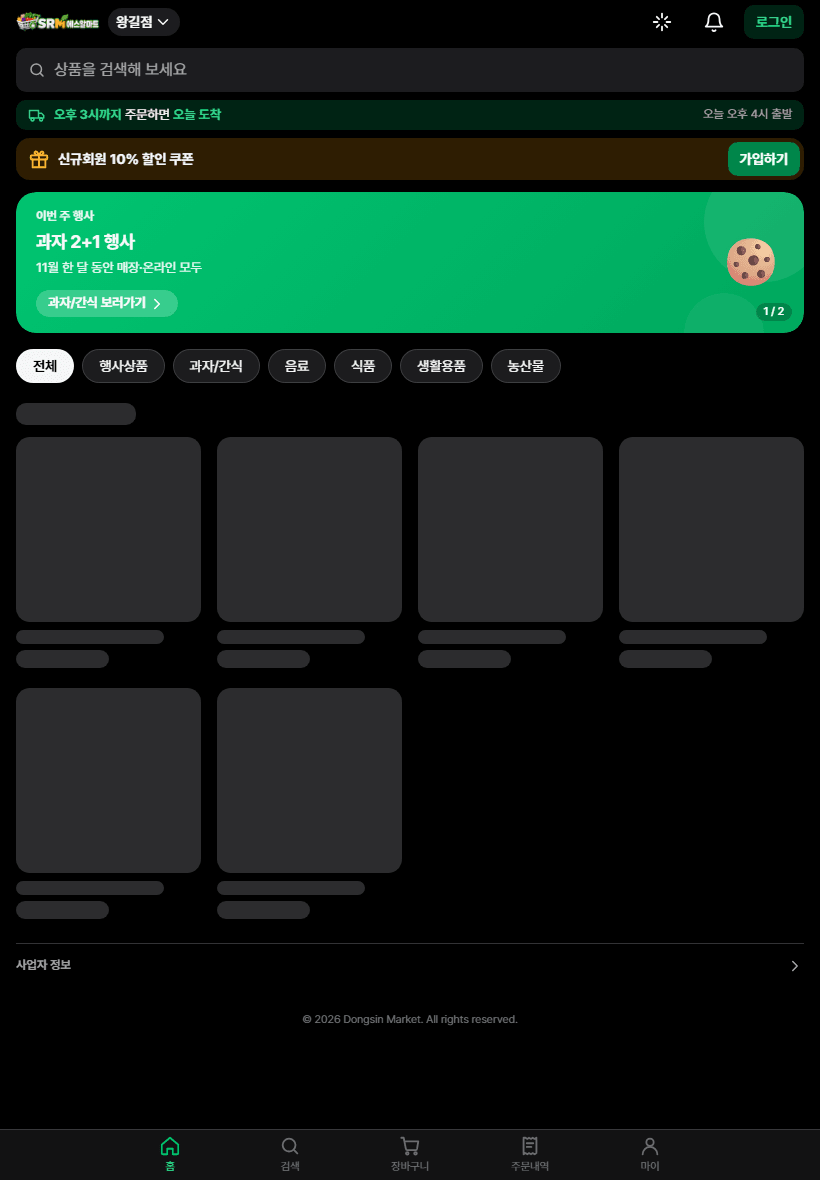 SRM 에스알마트
왕길점
로그인
상품을 검색해 보세요
오후 3시까지 주문하면 오늘 도착
오늘 오후 4시 출발
신규회원 10% 할인 쿠폰
가입하기
이번 주 행사
과자 2+1 행사
11월 한 달 동안 매장·온라인 모두
과자/간식 보러가기
1 / 2
전체 행사상품 과자/간식 음료 식품 생활용품 농산물
사업자 정보
© 2026 Dongsin Market. All rights reserved.
홈 검색 장바구니 주문내역 마이